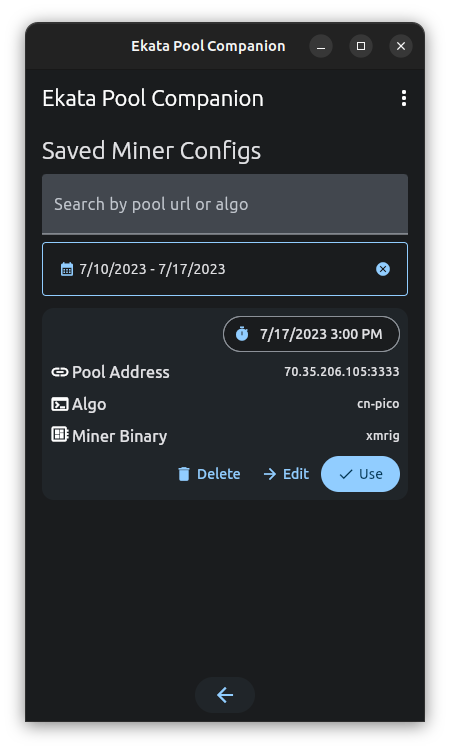 Ekata Pool Companion
Ekata Pool Companion
Saved Miner Configs
Search by pool url or algo
7/10/2023 - 7/17/2023
7/17/2023 3:00 PM
Pool Address 70.35.206.105:3333
Algo cn-pico
Miner Binary xmrig
Delete Edit Use